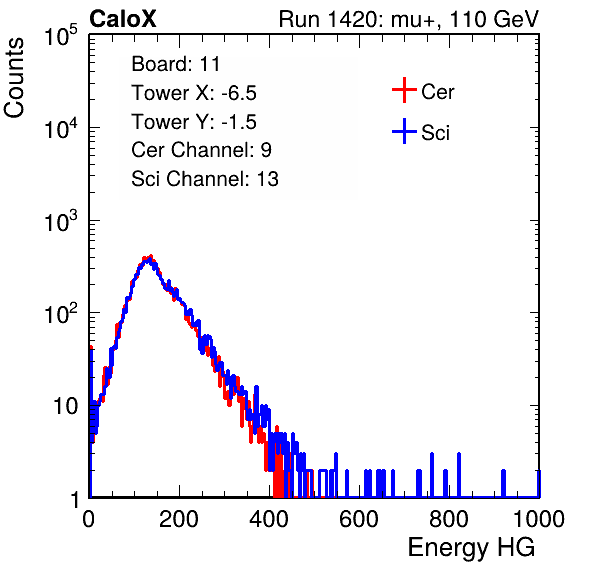 CaloX Run 1420: mu+, 110 GeV
Counts
Board: 11
Tower X: -6.5
Tower Y: -1.5
Cer Channel: 9
Sci Channel: 13
Cer
Sci
10^5
10^4
10^3
10^2
10
1
0 200 400 600 800 1000
Energy HG